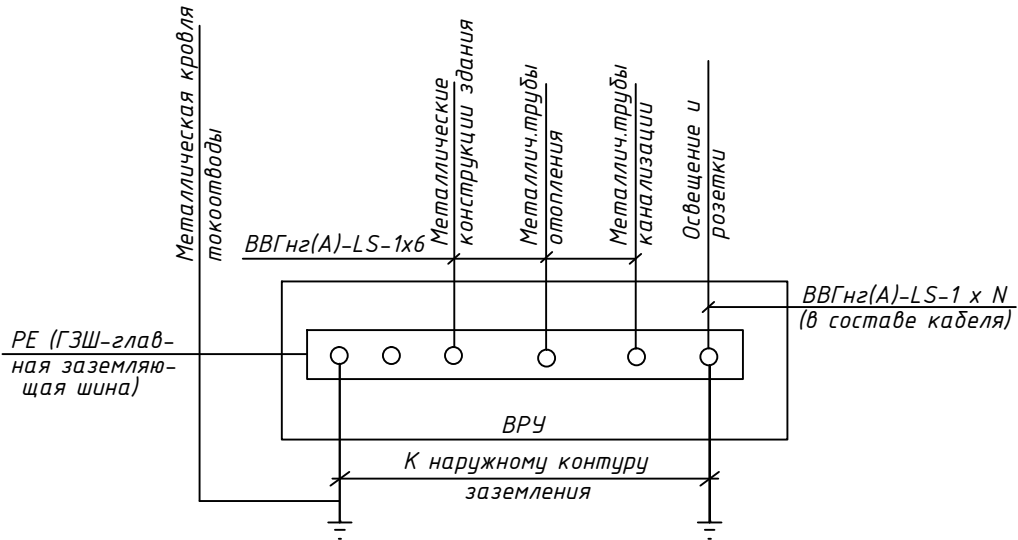 Металлическая кровля
токоотводы
Металлические
конструкции здания
Металлич.трубы
отопления
Металлич.трубы
канализации
Освещение и
розетки
ВВГнг(А)-LS-1х6
ВВГнг(А)-LS-1 х N
(в составе кабеля)
РЕ (ГЗШ-глав-
ная заземляю-
щая шина)
ВРУ
К наружному контуру
заземления